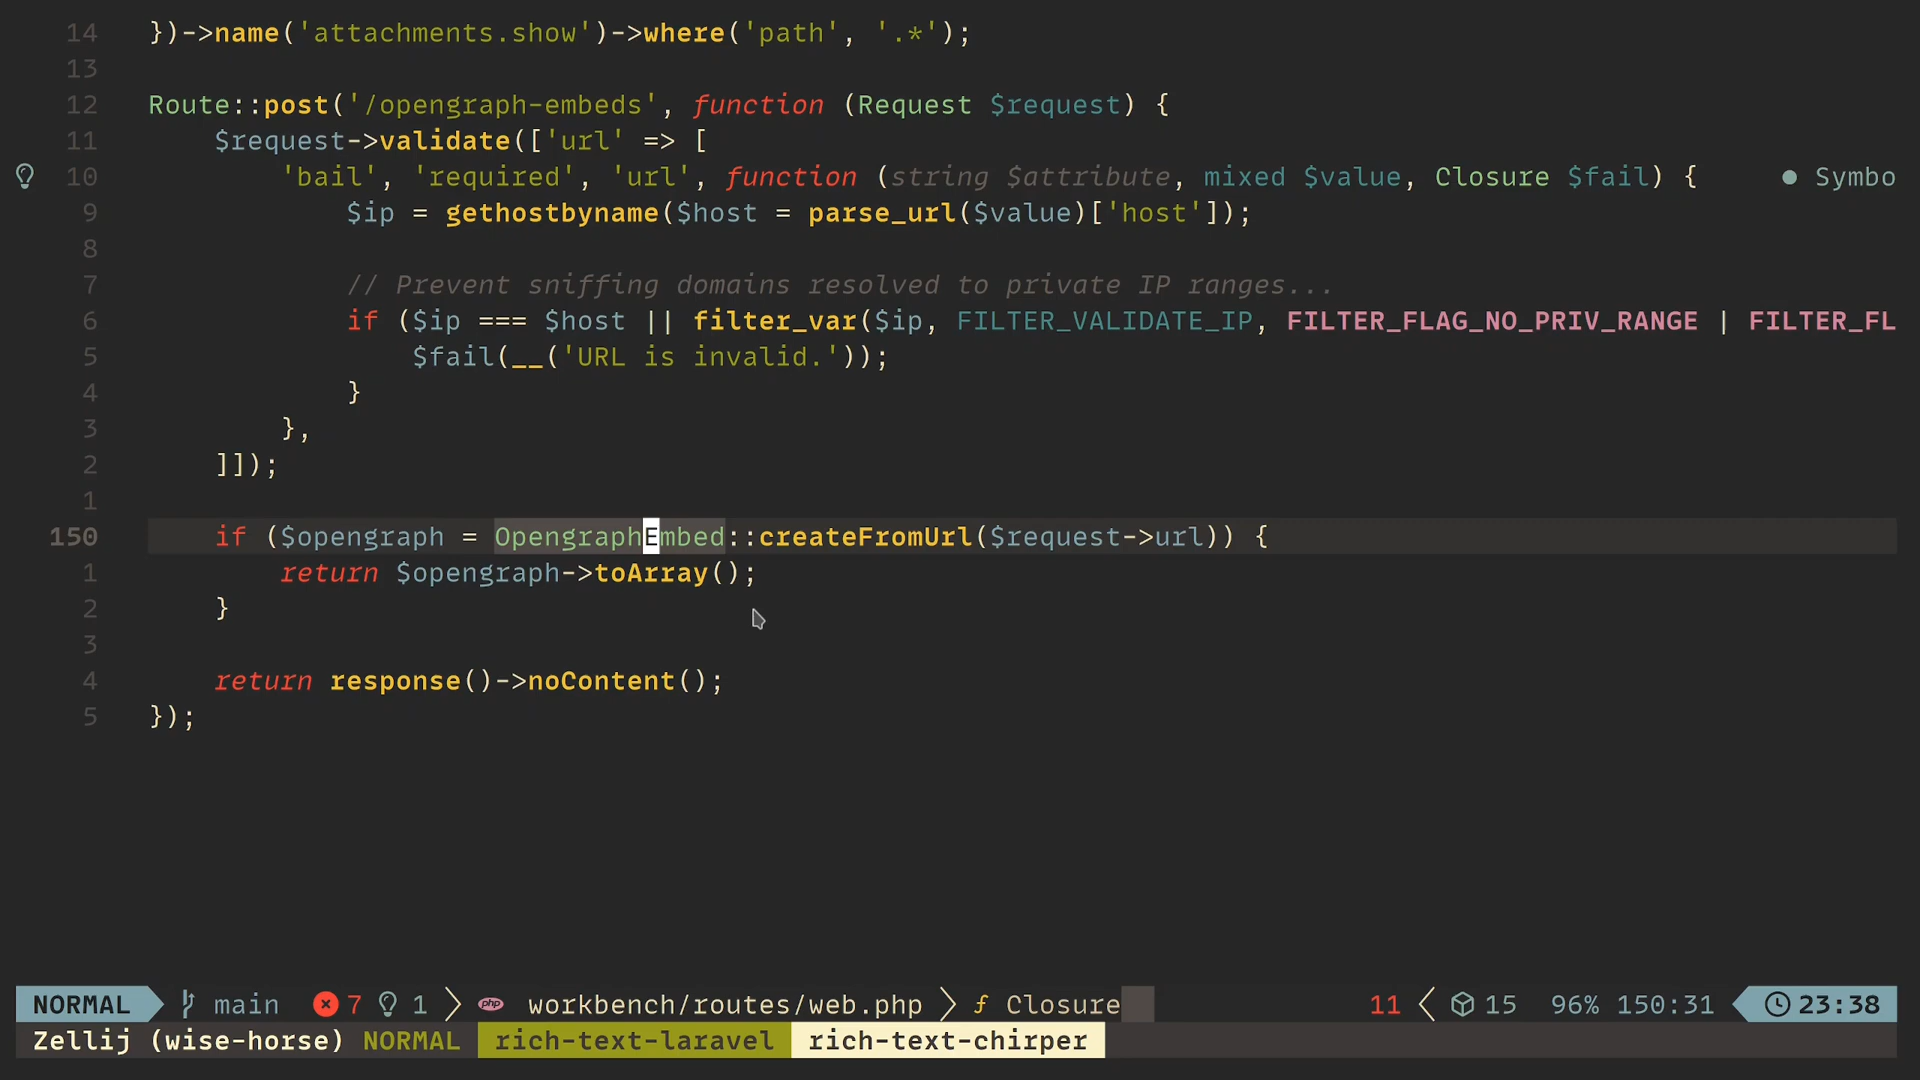 14 })->name('attachments.show')->where('path', '.*');
13
12 Route::post('/opengraph-embeds', function (Request $request) {
11 $request->validate(['url' => [
10 'bail', 'required', 'url', function (string $attribute, mixed $value, Closure $fail) { ● Symbo
9 $ip = gethostbyname($host = parse_url($value)['host']);
8
7 // Prevent sniffing domains resolved to private IP ranges...
6 if ($ip === $host || filter_var($ip, FILTER_VALIDATE_IP, FILTER_FLAG_NO_PRIV_RANGE | FILTER_FL
5 $fail(__('URL is invalid.'));
4 }
3 },
2 ]]);
1
150 if ($opengraph = OpengraphEmbed::createFromUrl($request->url)) {
1 return $opengraph->toArray();
2 }
3
4 return response()->noContent();
5 });
NORMAL main 7 1 php workbench/routes/web.php f Closure 11 15 96% 150:31 23:38
Zellij (wise-horse) NORMAL rich-text-laravel rich-text-chirper